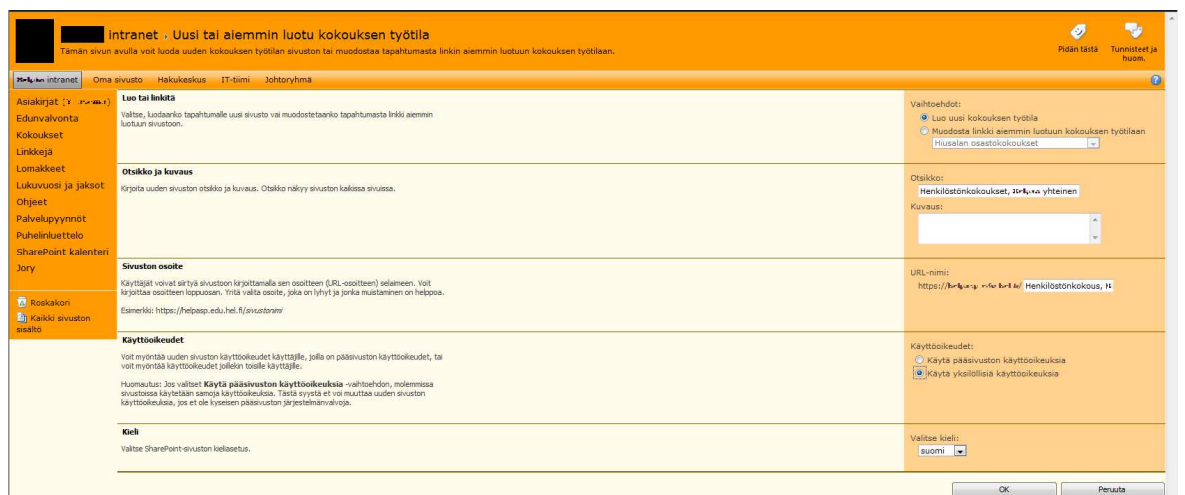 intranet › Uusi tai aiemmin luotu kokouksen työtila
Tämän sivun avulla voit luoda uuden kokouksen työtilan sivuston tai muodostaa tapahtumasta linkin aiemmin luotuun kokouksen työtilaan.
Pidän tästä
Tunnisteet ja
huom.
intranet Oma sivusto Hakukeskus IT-tiimi Johtoryhmä
Asiakirjat
Edunvalvonta
Kokoukset
Linkkejä
Lomakkeet
Lukuvuosi ja jaksot
Ohjeet
Palvelupyynnöt
Puhelinluettelo
SharePoint kalenteri
Jory
Roskakori
Kaikki sivuston
sisältö
Luo tai linkitä
Valitse, luodaanko tapahtumalle uusi sivusto vai muodostetaanko tapahtumasta linkki aiemmin
luotuun sivustoon.
Vaihtoehdot:
Luo uusi kokouksen työtila
Muodosta linkki aiemmin luotuun kokouksen työtilaan
Hiusalan osastokokoukset
Otsikko ja kuvaus
Kirjoita uuden sivuston otsikko ja kuvaus. Otsikko näkyy sivuston kaikissa sivuissa.
Otsikko:
Henkilöstönkokoukset, yhteinen
Kuvaus:
Sivuston osoite
Käyttäjät voivat siirtyä sivustoon kirjoittamalla sen osoitteen (URL-osoitteen) selaimeen. Voit
kirjoittaa osoitteen loppuosan. Yritä valita osoite, joka on lyhyt ja jonka muistaminen on helppoa.
Esimerkki: https://helpasp.edu.hel.fi/sivustonimi
URL-nimi:
https:// Henkilöstönkokous,
Käyttöoikeudet
Voit myöntää uuden sivuston käyttöoikeudet käyttäjille, joilla on pääsivuston käyttöoikeudet, tai
voit myöntää käyttöoikeudet joillekin toisille käyttäjille.
Huomautus: Jos valitset Käytä pääsivuston käyttöoikeuksia -vaihtoehdon, molemmissa
sivustoissa käytetään samoja käyttöoikeuksia. Tästä syystä et voi muuttaa uuden sivuston
käyttöoikeuksia, jos et ole kyseisen pääsivuston järjestelmänvalvoja.
Käyttöoikeudet:
Käytä pääsivuston käyttöoikeuksia
Käytä yksilöllisiä käyttöoikeuksia
Kieli
Valitse SharePoint-sivuston kieliasetus.
Valitse kieli:
suomi
OK Peruuta